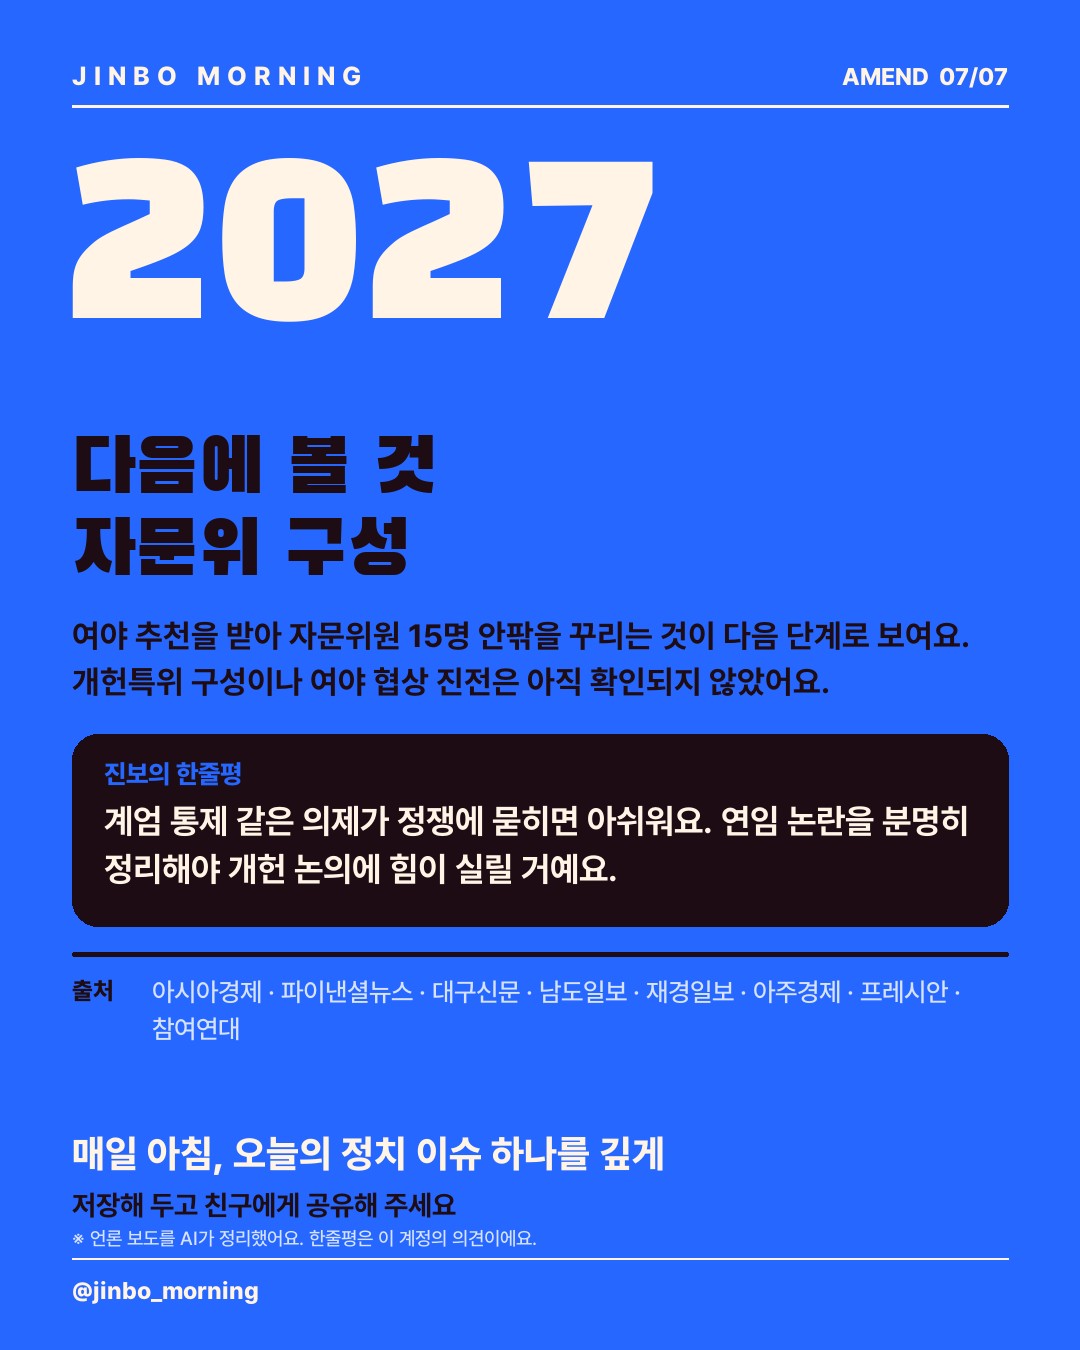 JINBO MORNING
AMEND 07/07
2027
다음에 볼 것
자문위 구성
여야 추천을 받아 자문위원 15명 안팎을 꾸리는 것이 다음 단계로 보여요.
개헌특위 구성이나 여야 협상 진전은 아직 확인되지 않았어요.
진보의 한줄평
계엄 통제 같은 의제가 정쟁에 묻히면 아쉬워요. 연임 논란을 분명히
정리해야 개헌 논의에 힘이 실릴 거예요.
출처
아시아경제 · 파이낸셜뉴스 · 대구신문 · 남도일보 · 재경일보 · 아주경제 · 프레시안 ·
참여연대
매일 아침, 오늘의 정치 이슈 하나를 깊게
저장해 두고 친구에게 공유해 주세요
※ 언론 보도를 AI가 정리했어요. 한줄평은 이 계정의 의견이에요.
@jinbo_morning